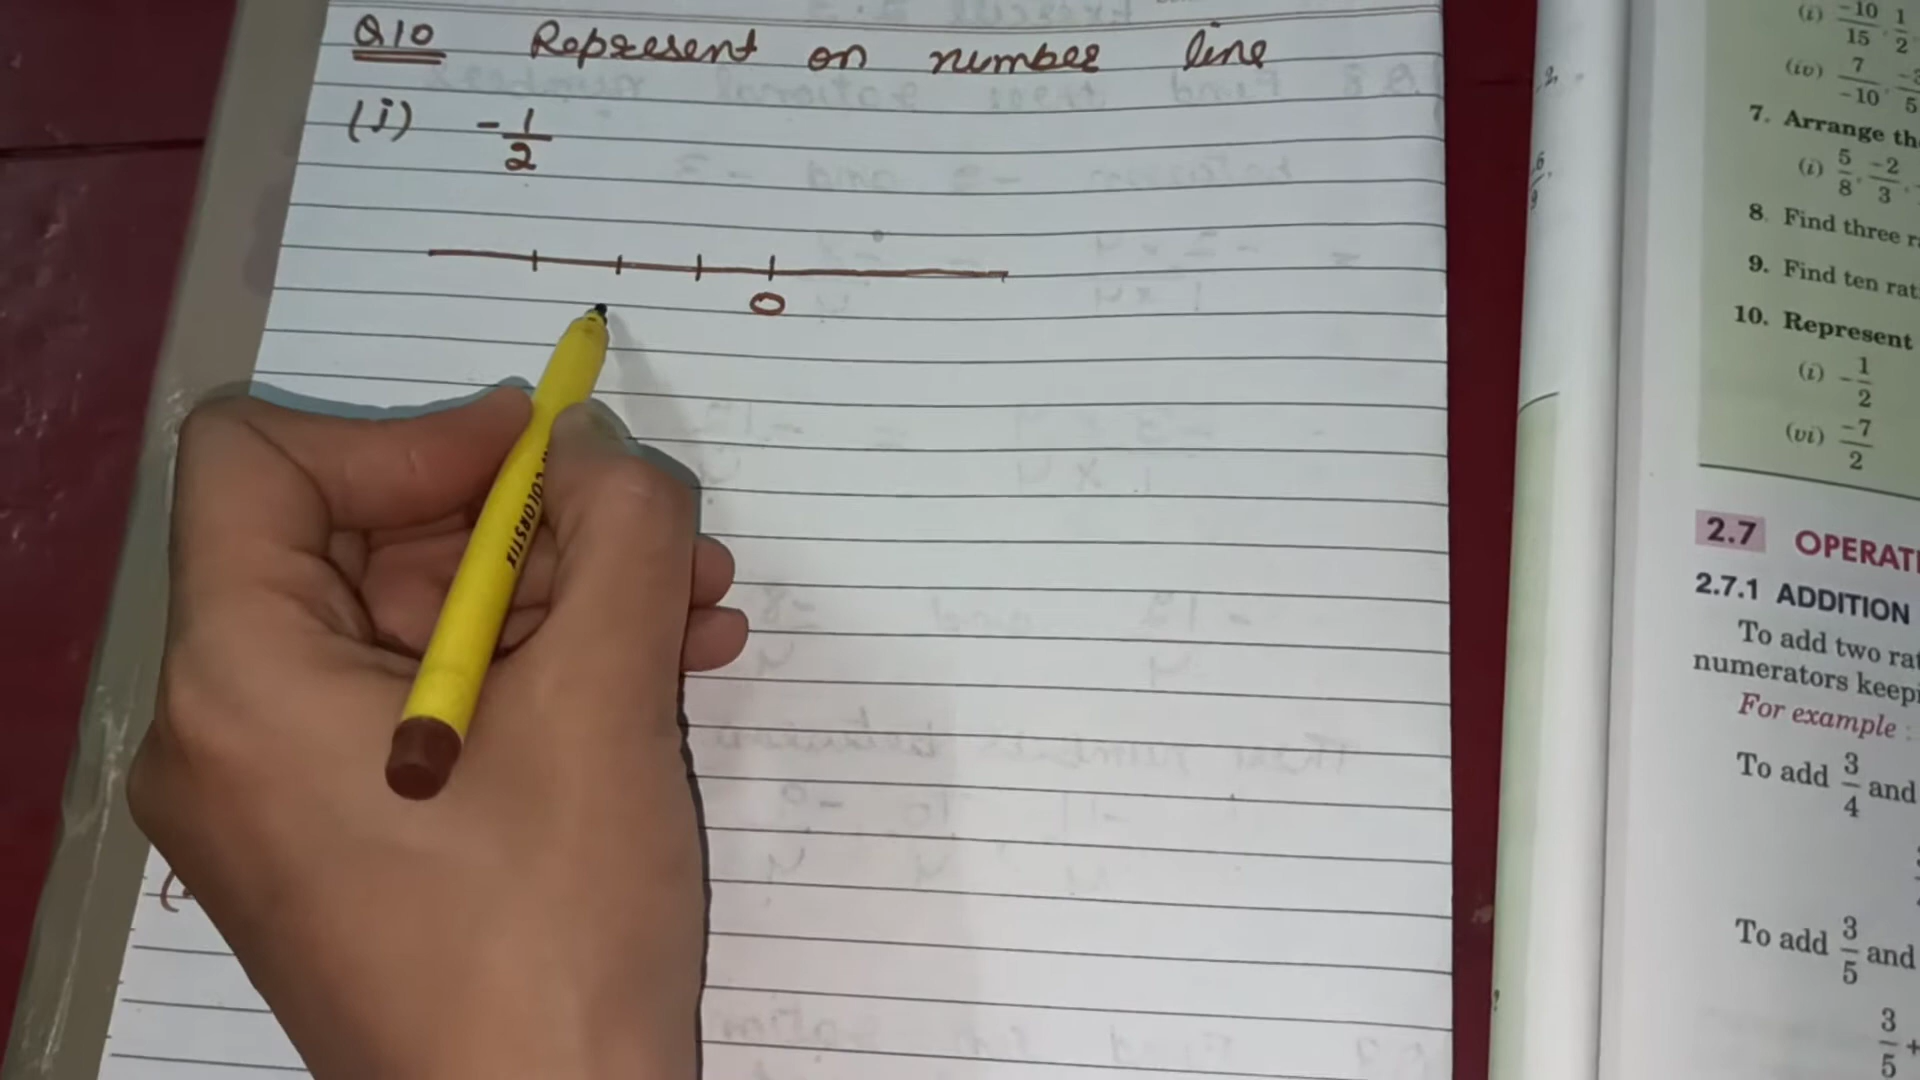 Q10 Represent on number line
(i) -1/2
0
COLORSTIX
(i) -10/15, 1/2
(iv) 7/-10,
7. Arrange th
(i) 5/8, -2/3,
8. Find three r
9. Find ten rat
10. Represent
(i) -1/2
(vi) -7/2
2.7 OPERATI
2.7.1 ADDITION
To add two rat
numerators keepi
For example :
To add 3/4 and
To add 3/5 and
3/5 +